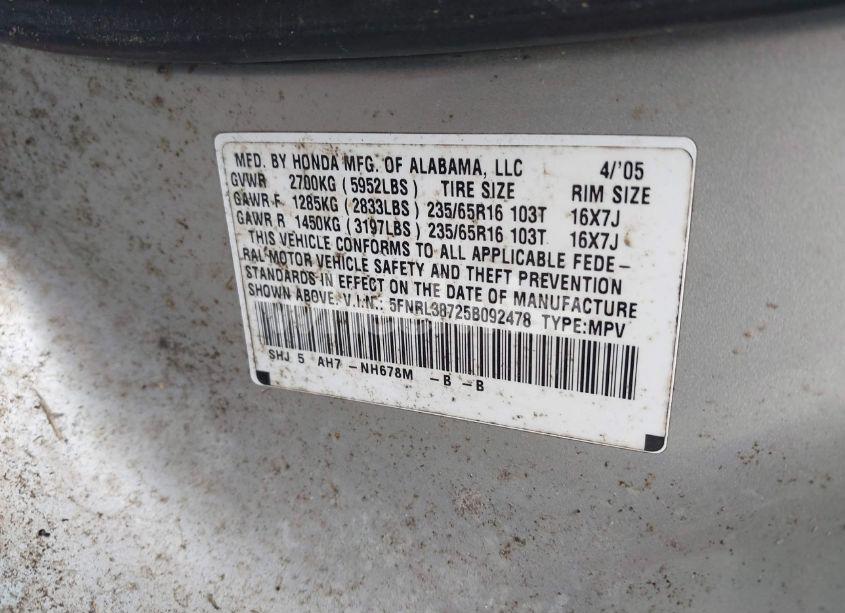 MFD. BY HONDA MFG. OF ALABAMA, LLC 4/'05
GVWR 2700KG (5952LBS) TIRE SIZE RIM SIZE
GAWR F 1285KG (2833LBS) 235/65R16 103T 16X7J
GAWR R 1450KG (3197LBS) 235/65R16 103T 16X7J
THIS VEHICLE CONFORMS TO ALL APPLICABLE FEDE-
RAL MOTOR VEHICLE SAFETY AND THEFT PREVENTION
STANDARDS IN EFFECT ON THE DATE OF MANUFACTURE
SHOWN ABOVE. V.I.N.: 5FNRL38725B092478 TYPE:MPV
SHJ 5 AH7 -NH678M -B -B